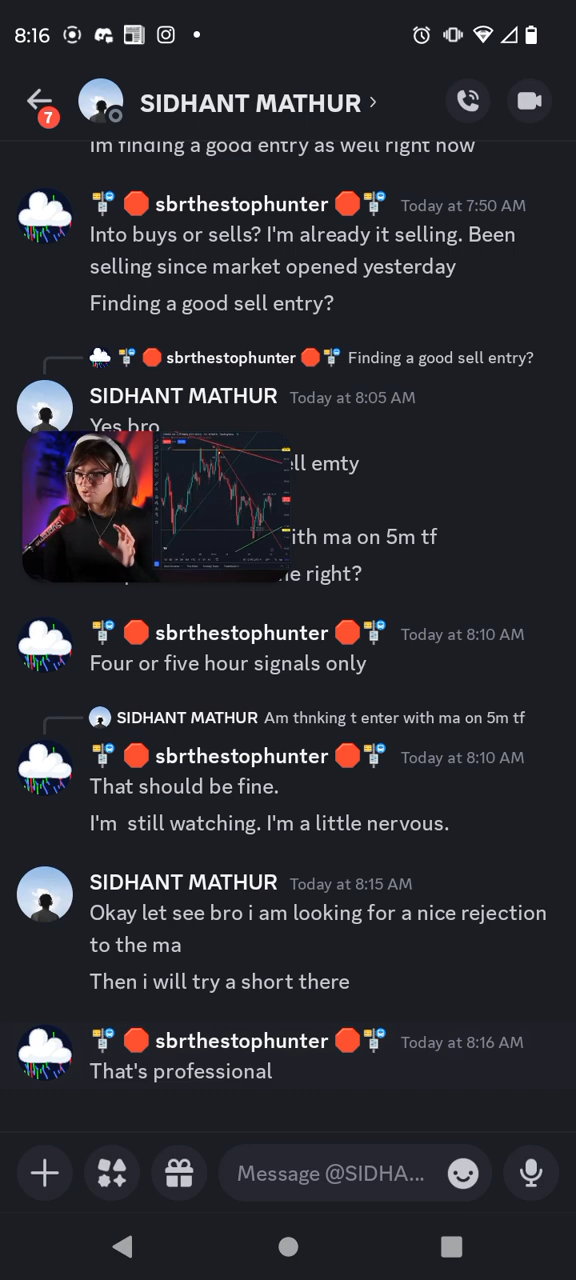 8:16
7
SIDHANT MATHUR ›
Im finding a good entry as well right now
sbrthestophunter Today at 7:50 AM
Into buys or sells? I'm already it selling. Been
selling since market opened yesterday
Finding a good sell entry?
sbrthestophunter Finding a good sell entry?
SIDHANT MATHUR Today at 8:05 AM
Yes bro
emty
with ma on 5m tf
right?
sbrthestophunter Today at 8:10 AM
Four or five hour signals only
SIDHANT MATHUR Am thnking t enter with ma on 5m tf
sbrthestophunter Today at 8:10 AM
That should be fine.
I'm  still watching. I'm a little nervous.
SIDHANT MATHUR Today at 8:15 AM
Okay let see bro i am looking for a nice rejection
to the ma
Then i will try a short there
sbrthestophunter Today at 8:16 AM
That's professional
Message @SIDHA...